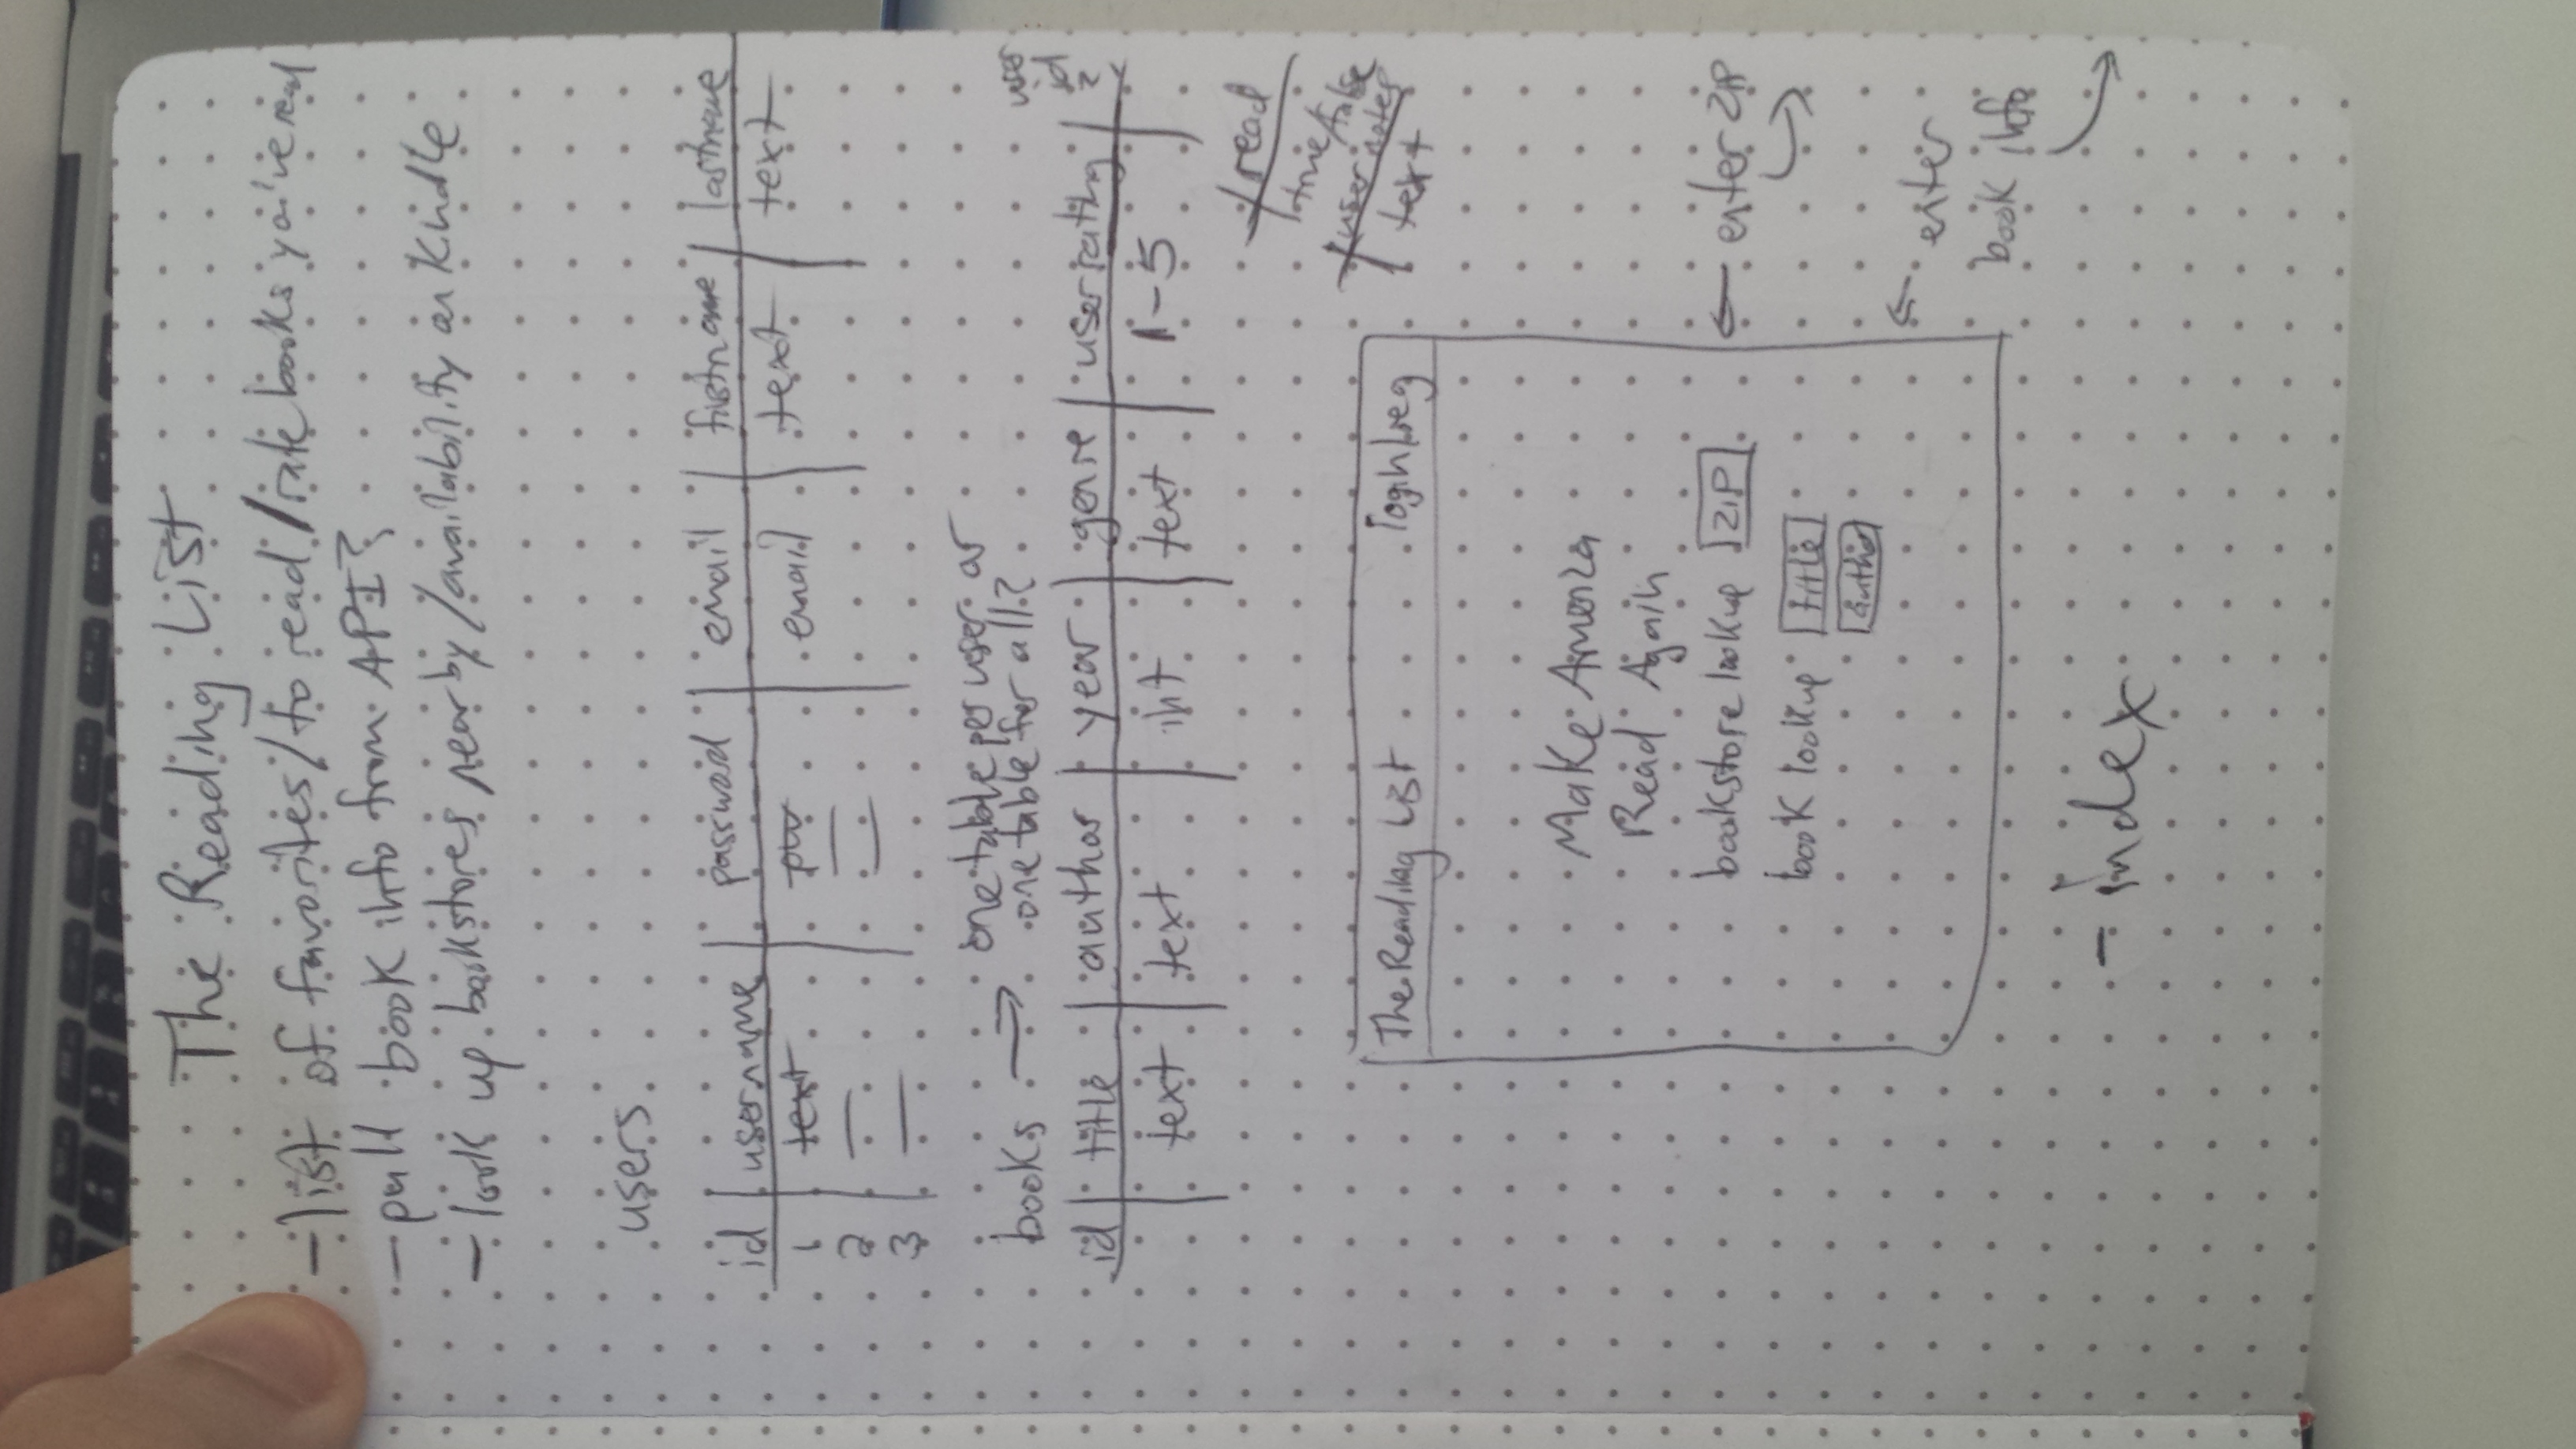 The Reading List
- list of favorites/to read/rate books you've read
- pull book info from API?
- look up bookstores nearby/availability on Kindle
users
id | username | password | email | firstname | lastname
1 text pw email text text
2
3
books → one table per user or
one table for all?
id | title | author | year | genre | user rating | user id?
text text int text 1-5
read
true/false
user notes
text
The Reading List login/reg
Make America
Read Again
bookstore lookup ZIP ← enter ZIP
book lookup title
author
← enter
book info
- index